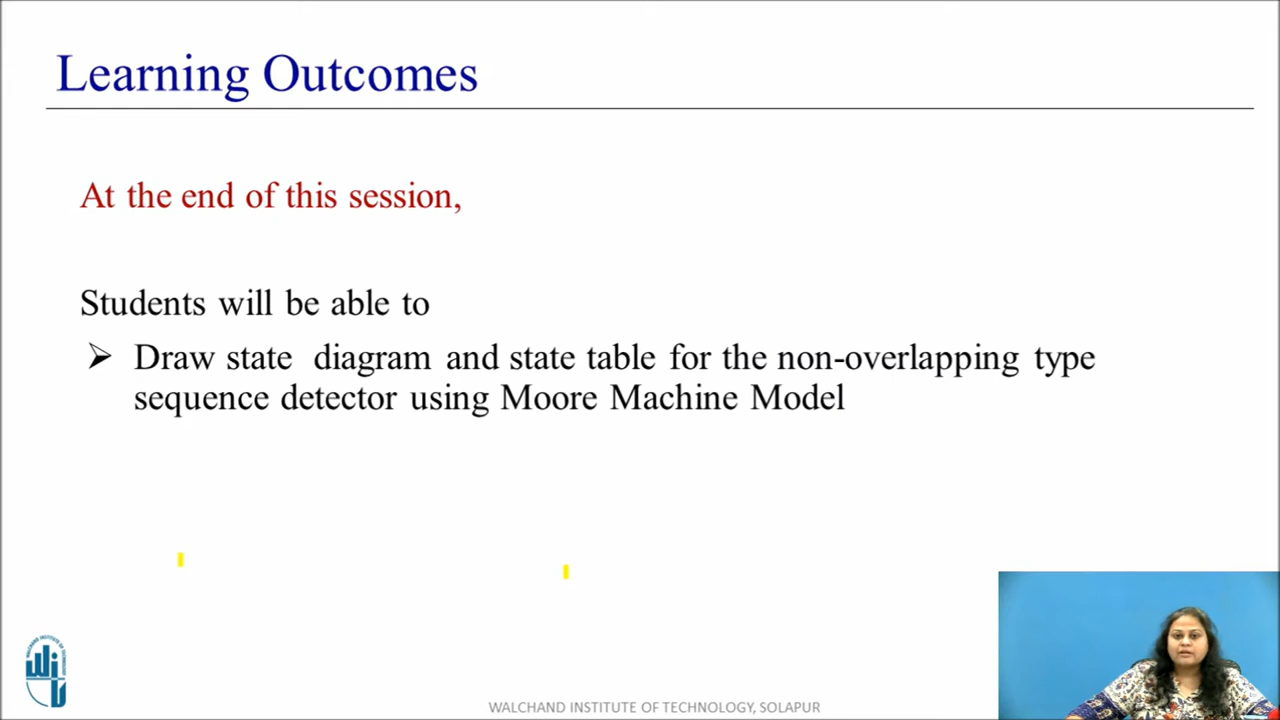 Learning Outcomes
At the end of this session,
Students will be able to
➢ Draw state diagram and state table for the non-overlapping type
sequence detector using Moore Machine Model
WALCHAND INSTITUTE OF TECHNOLOGY, SOLAPUR